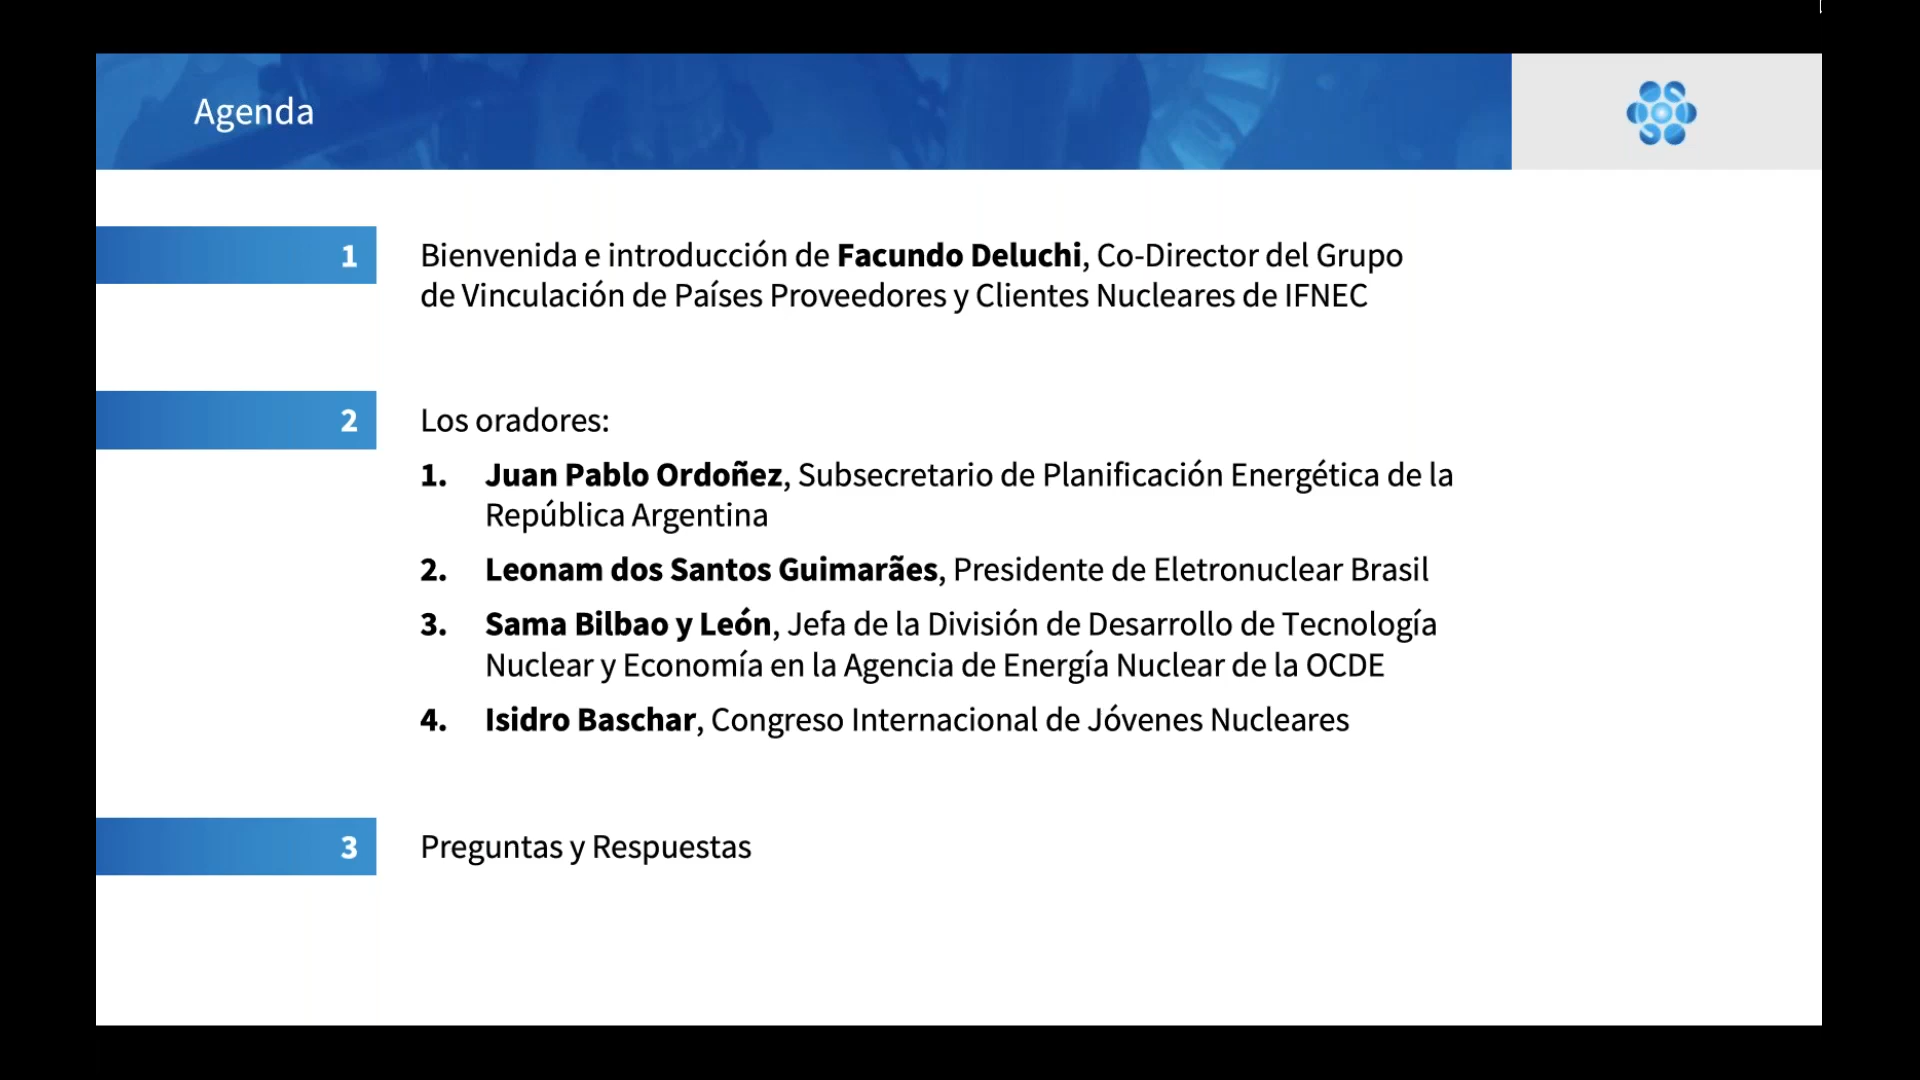 Agenda
1
Bienvenida e introducción de Facundo Deluchi, Co-Director del Grupo
de Vinculación de Países Proveedores y Clientes Nucleares de IFNEC
2
Los oradores:
1. Juan Pablo Ordoñez, Subsecretario de Planificación Energética de la
República Argentina
2. Leonam dos Santos Guimarães, Presidente de Eletronuclear Brasil
3. Sama Bilbao y León, Jefa de la División de Desarrollo de Tecnología
Nuclear y Economía en la Agencia de Energía Nuclear de la OCDE
4. Isidro Baschar, Congreso Internacional de Jóvenes Nucleares
3
Preguntas y Respuestas